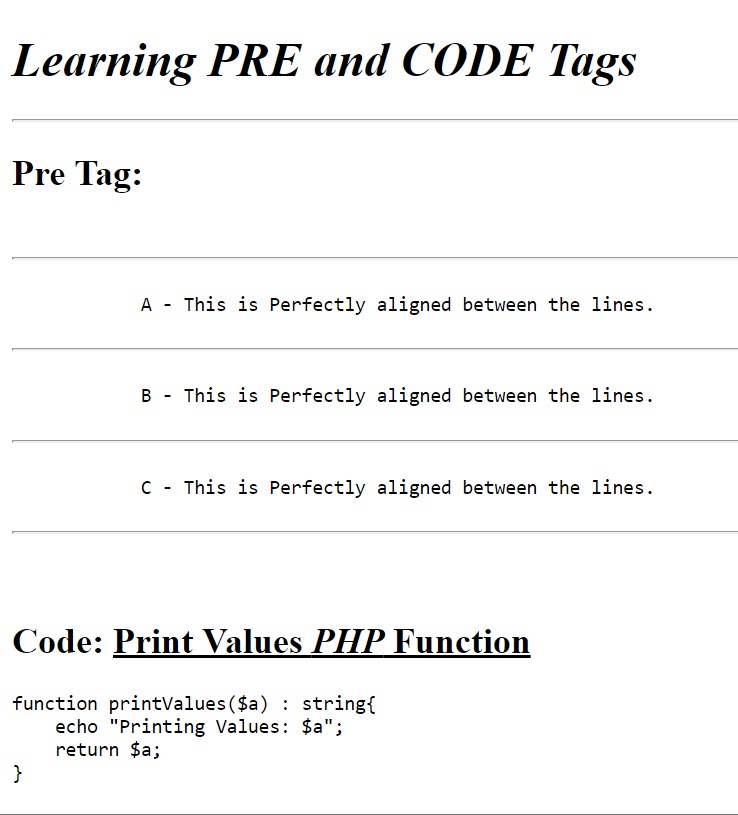 Learning PRE and CODE Tags
Pre Tag:
A - This is Perfectly aligned between the lines.
B - This is Perfectly aligned between the lines.
C - This is Perfectly aligned between the lines.
Code: Print Values PHP Function
function printValues($a) : string{
    echo "Printing Values: $a";
    return $a;
}